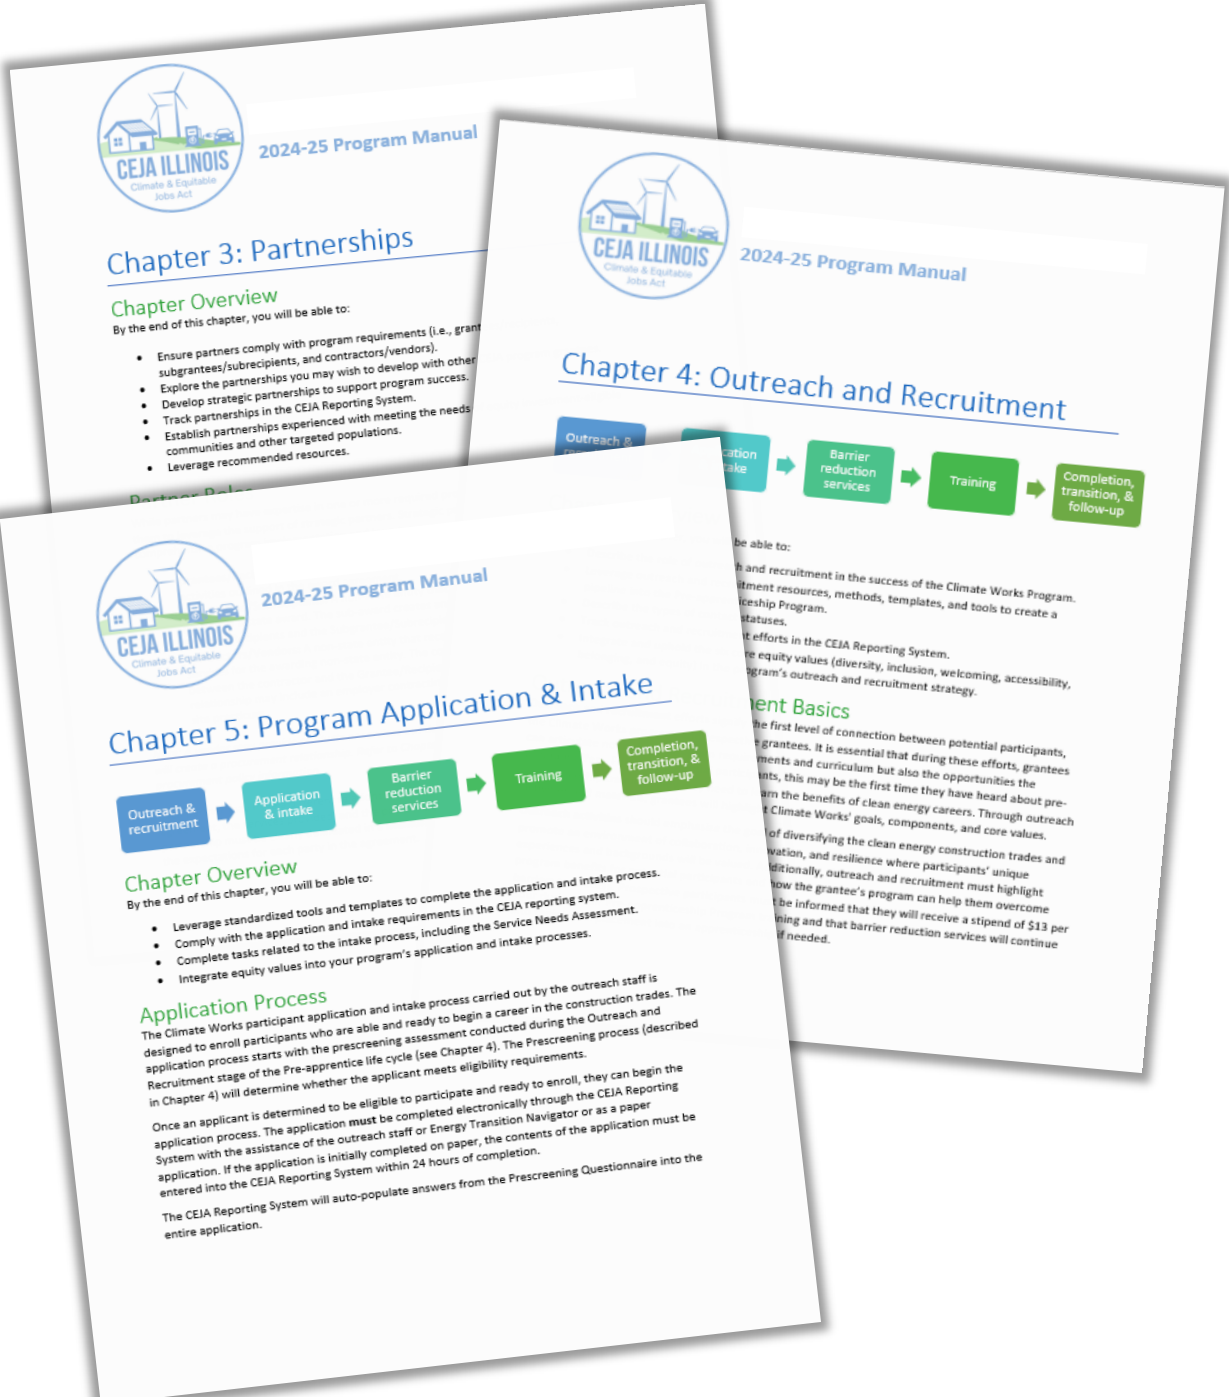 CEJA ILLINOIS
Climate & Equitable
Jobs Act
2024-25 Program Manual
Chapter 3: Partnerships
Chapter Overview
By the end of this chapter, you will be able to:
• Ensure partners comply with program requirements (i.e., grant
subgrantees/subrecipients, and contractors/vendors).
• Explore the partnerships you may wish to develop with other
• Develop strategic partnerships to support program success.
• Track partnerships in the CEJA Reporting System.
• Establish partnerships experienced with meeting the needs
communities and other targeted populations.
• Leverage recommended resources.
Partner Roles
CEJA ILLINOIS
Climate & Equitable
Jobs Act
2024-25 Program Manual
Chapter 4: Outreach and Recruitment
Outreach &
Barrier
reduction
services
Training
Completion,
transition, &
follow-up
be able to:
and recruitment in the success of the Climate Works Program.
resources, methods, templates, and tools to create a
Program.
statuses.
efforts in the CEJA Reporting System.
equity values (diversity, inclusion, welcoming, accessibility,
outreach and recruitment strategy.
Basics
the first level of connection between potential participants,
grantees. It is essential that during these efforts, grantees
and curriculum but also the opportunities the
this may be the first time they have heard about pre-
the benefits of clean energy careers. Through outreach
Climate Works' goals, components, and core values.
of diversifying the clean energy construction trades and
and resilience where participants' unique
outreach and recruitment must highlight
how the grantee's program can help them overcome
be informed that they will receive a stipend of $13 per
and that barrier reduction services will continue
if needed.
CEJA ILLINOIS
Climate & Equitable
Jobs Act
2024-25 Program Manual
Chapter 5: Program Application & Intake
Outreach &
recruitment
Application
& intake
Barrier
reduction
services
Training
Completion,
transition, &
follow-up
Chapter Overview
By the end of this chapter, you will be able to:
• Leverage standardized tools and templates to complete the application and intake process.
• Comply with the application and intake requirements in the CEJA reporting system.
• Complete tasks related to the intake process, including the Service Needs Assessment.
• Integrate equity values into your program's application and intake processes.
Application Process
The Climate Works participant application and intake process carried out by the outreach staff is
designed to enroll participants who are able and ready to begin a career in the construction trades. The
application process starts with the prescreening assessment conducted during the Outreach and
Recruitment stage of the Pre-apprentice life cycle (see Chapter 4). The Prescreening process (described
in Chapter 4) will determine whether the applicant meets eligibility requirements.
Once an applicant is determined to be eligible to participate and ready to enroll, they can begin the
application process. The application must be completed electronically through the CEJA Reporting
System with the assistance of the outreach staff or Energy Transition Navigator or as a paper
application. If the application is initially completed on paper, the contents of the application must be
entered into the CEJA Reporting System within 24 hours of completion.
The CEJA Reporting System will auto-populate answers from the Prescreening Questionnaire into the
entire application.